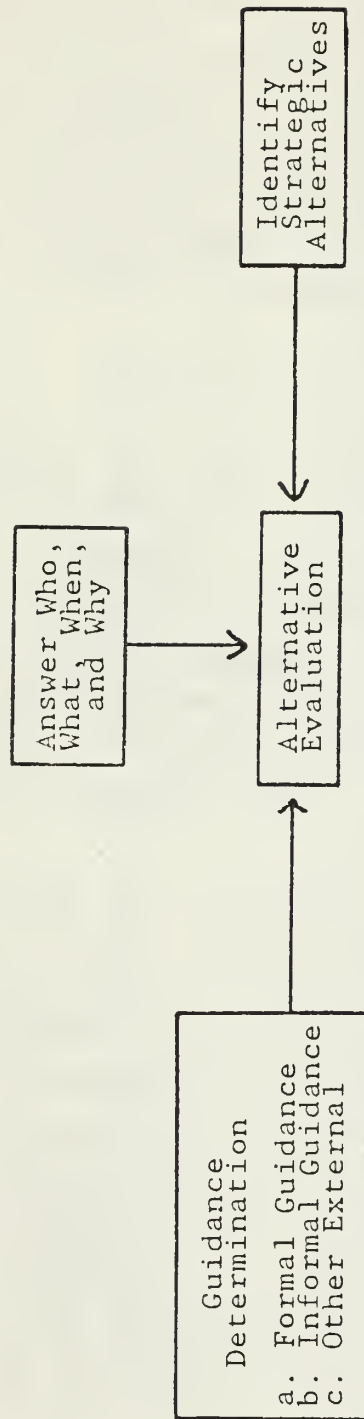 Answer Who,
What, When,
and Why
Guidance
Determination
a. Formal Guidance
b. Informal Guidance
c. Other External
Alternative
Evaluation
Identify
Strategic
Alternatives